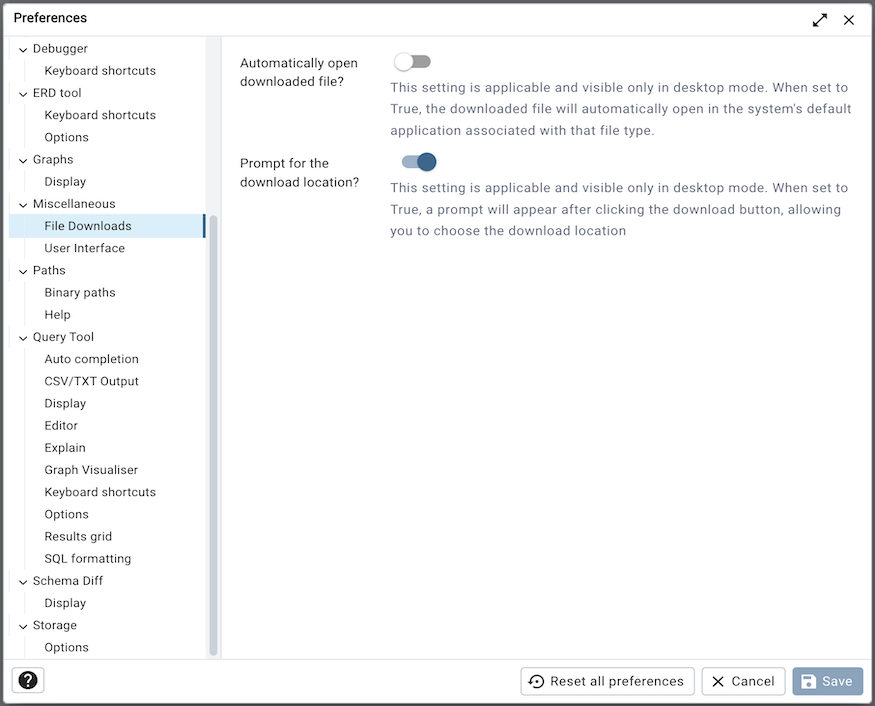 Preferences
Debugger
Keyboard shortcuts
ERD tool
Keyboard shortcuts
Options
Graphs
Display
Miscellaneous
File Downloads
User Interface
Paths
Binary paths
Help
Query Tool
Auto completion
CSV/TXT Output
Display
Editor
Explain
Graph Visualiser
Keyboard shortcuts
Options
Results grid
SQL formatting
Schema Diff
Display
Storage
Options
Automatically open
downloaded file?
This setting is applicable and visible only in desktop mode. When set to
True, the downloaded file will automatically open in the system's default
application associated with that file type.
Prompt for the
download location?
This setting is applicable and visible only in desktop mode. When set to
True, a prompt will appear after clicking the download button, allowing
you to choose the download location
?
Reset all preferences
Cancel
Save